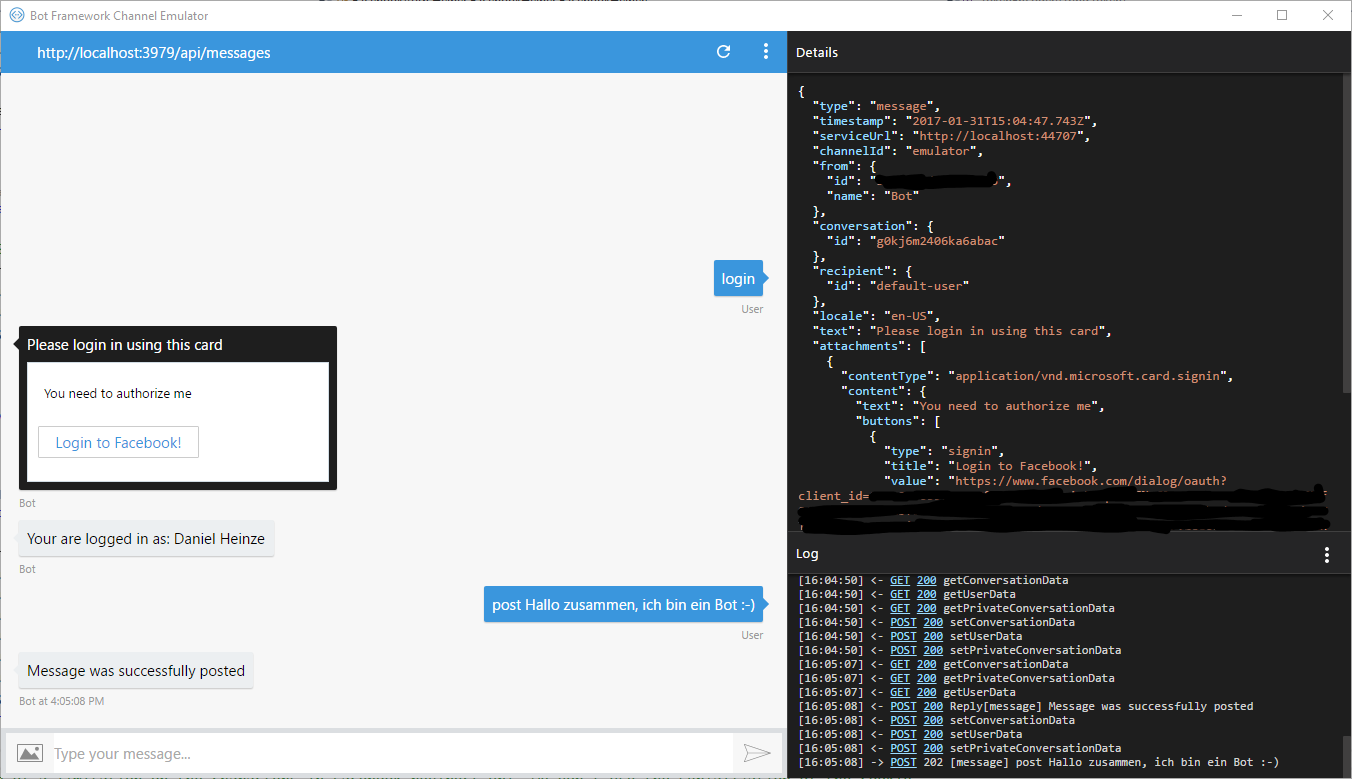 Bot Framework Channel Emulator
http://localhost:3979/api/messages
login
User
Please login in using this card
You need to authorize me
Login to Facebook!
Bot
Your are logged in as: Daniel Heinze
Bot
post Hallo zusammen, ich bin ein Bot :-)
User
Message was successfully posted
Bot at 4:05:08 PM
Type your message...
Details
{
"type": "message",
"timestamp": "2017-01-31T15:04:47.743Z",
"serviceUrl": "http://localhost:44707",
"channelId": "emulator",
"from": {
"id": "",
"name": "Bot"
},
"conversation": {
"id": "g0kj6m2406ka6abac"
},
"recipient": {
"id": "default-user"
},
"locale": "en-US",
"text": "Please login in using this card",
"attachments": [
{
"contentType": "application/vnd.microsoft.card.signin",
"content": {
"text": "You need to authorize me",
"buttons": [
{
"type": "signin",
"title": "Login to Facebook!",
"value": "https://www.facebook.com/dialog/oauth?
client_id=
Log
[16:04:50] <- GET 200 getConversationData
[16:04:50] <- GET 200 getUserData
[16:04:50] <- GET 200 getPrivateConversationData
[16:04:50] <- POST 200 setConversationData
[16:04:50] <- POST 200 setUserData
[16:04:50] <- POST 200 setPrivateConversationData
[16:05:07] <- GET 200 getConversationData
[16:05:07] <- GET 200 getPrivateConversationData
[16:05:07] <- GET 200 getUserData
[16:05:08] <- POST 200 Reply[message] Message was successfully posted
[16:05:08] <- POST 200 setConversationData
[16:05:08] <- POST 200 setUserData
[16:05:08] <- POST 200 setPrivateConversationData
[16:05:08] -> POST 202 [message] post Hallo zusammen, ich bin ein Bot :-)